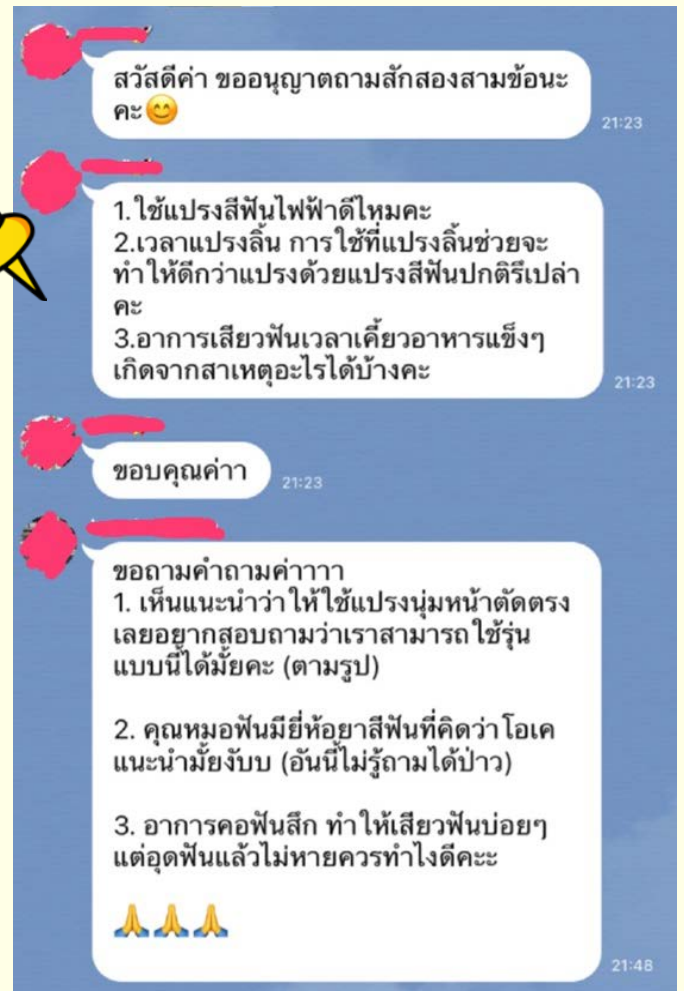 สวัสดีค่า ขออนุญาตถามสักสองสามข้อนะ
คะ😊
21:23
1.ใช้แปรงสีฟันไฟฟ้าดีไหมคะ
2.เวลาแปรงลิ้น การใช้ที่แปรงลิ้นช่วยจะ
ทำให้ดีกว่าแปรงด้วยแปรงสีฟันปกติรึเปล่า
คะ
3.อาการเสียวฟันเวลาเคี้ยวอาหารแข็งๆ
เกิดจากสาเหตุอะไรได้บ้างคะ
21:23
ขอบคุณค่าา
21:23
ขอถามคำถามค่าาาา
1. เห็นแนะนำว่าให้ใช้แปรงนุ่มหน้าตัดตรง
เลยอยากสอบถามว่าเราสามารถใช้รุ่น
แบบนี้ได้มั้ยคะ (ตามรูป)
2. คุณหมอฟันมียี่ห้อยาสีฟันที่คิดว่าโอเค
แนะนำมั้ยงับบ (อันนี้ไม่รู้ถามได้ป่าว)
3. อาการคอฟันสึก ทำให้เสียวฟันบ่อยๆ
แต่อุดฟันแล้วไม่หายควรทำไงดีคะะ
🙏🙏🙏
21:48